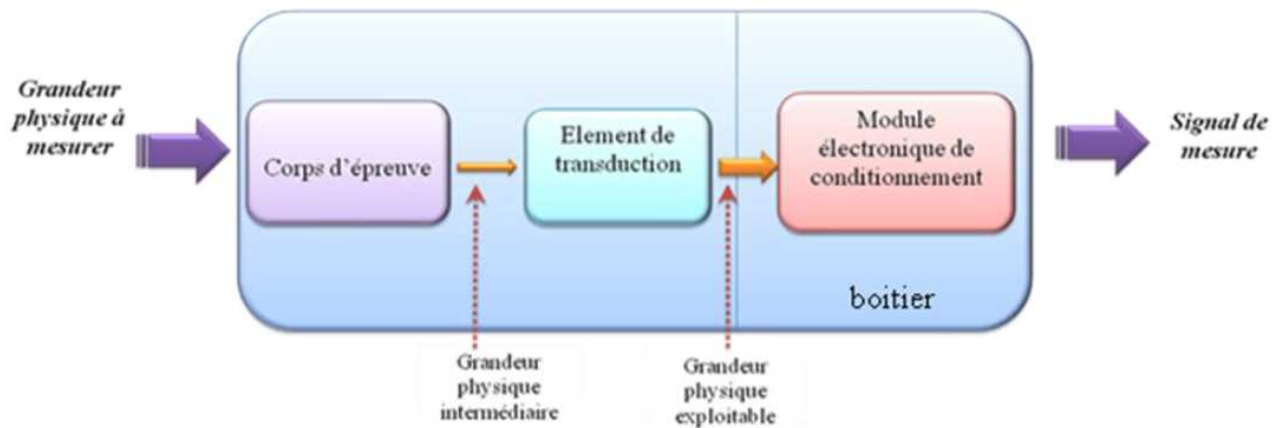 Grandeur
physique à
mesurer
Corps d'épreuve
Element de
transduction
Module
électronique de
conditionnement
Signal de
mesure
boitier
Grandeur
physique
intermédiaire
Grandeur
physique
exploitable